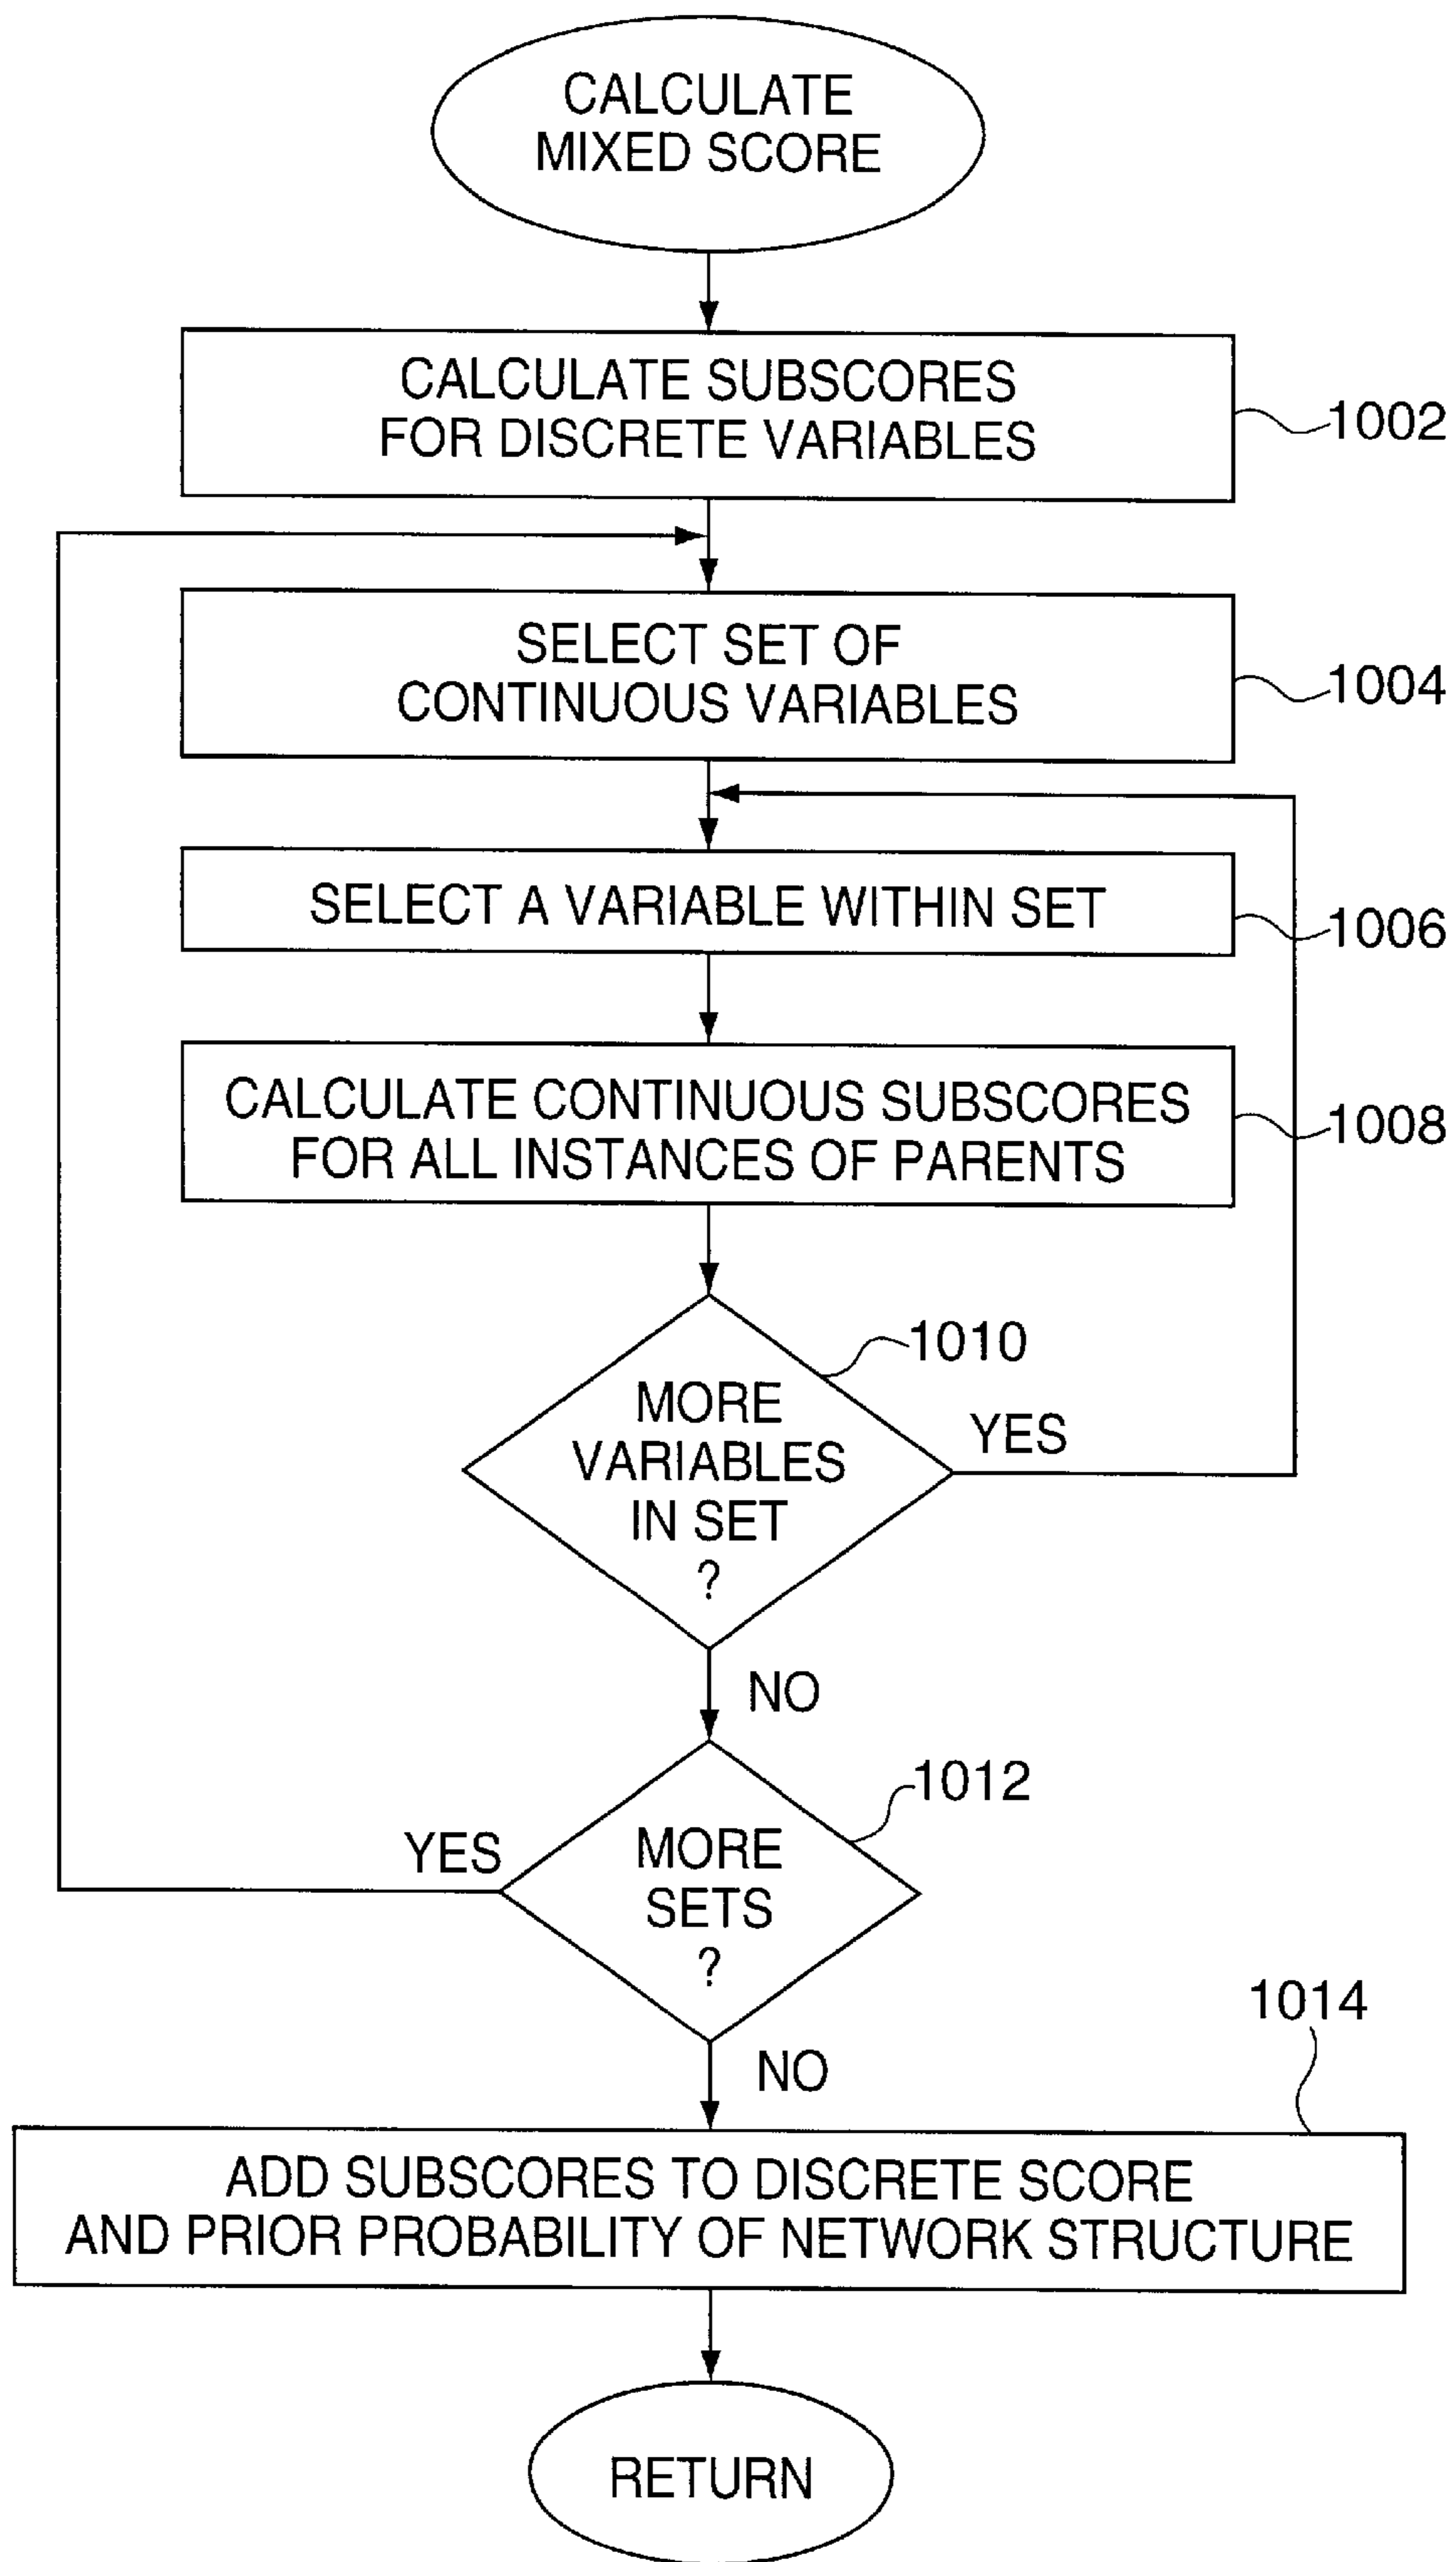 CALCULATE
MIXED SCORE
CALCULATE SUBSCORES
FOR DISCRETE VARIABLES
1002
SELECT SET OF
CONTINUOUS VARIABLES
1004
SELECT A VARIABLE WITHIN SET
1006
CALCULATE CONTINUOUS SUBSCORES
FOR ALL INSTANCES OF PARENTS
1008
1010
MORE
VARIABLES
IN SET
?
YES
NO
1012
MORE
SETS
?
YES
NO
1014
ADD SUBSCORES TO DISCRETE SCORE
AND PRIOR PROBABILITY OF NETWORK STRUCTURE
RETURN